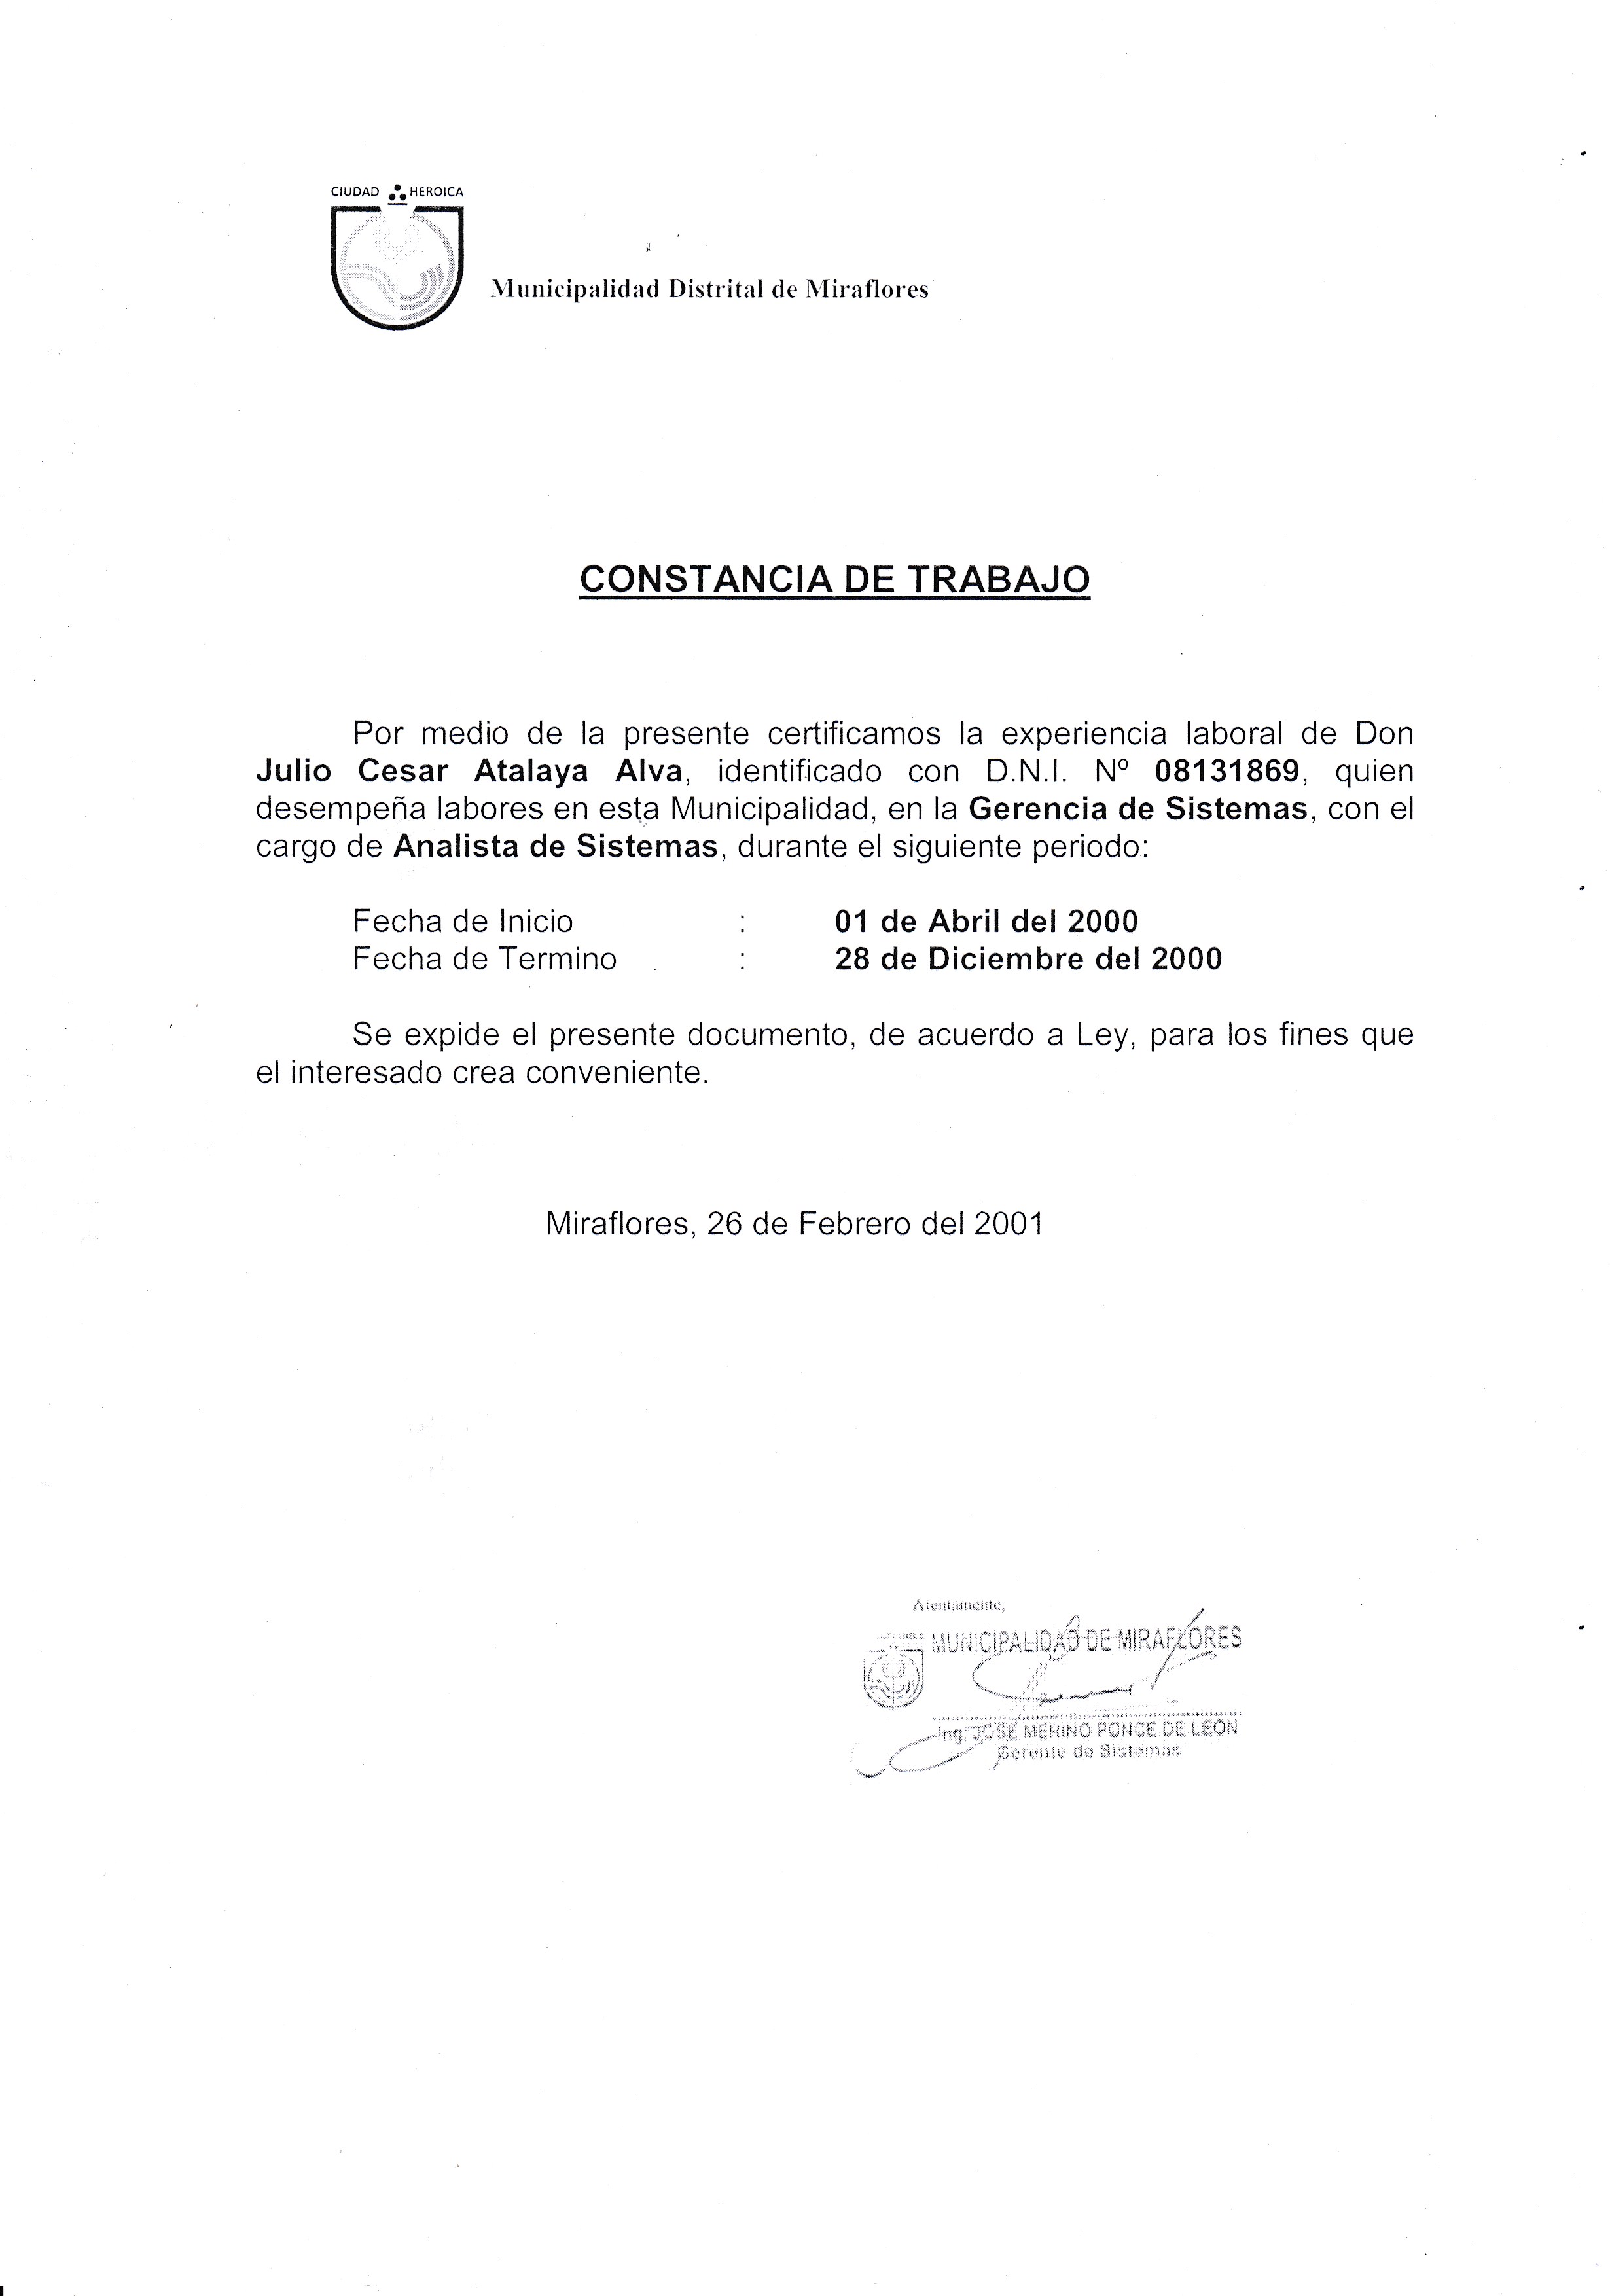 CIUDAD HEROICA
Municipalidad Distrital de Miraflores
CONSTANCIA DE TRABAJO
Por medio de la presente certificamos la experiencia laboral de Don
Julio Cesar Atalaya Alva, identificado con D.N.I. Nº 08131869, quien
desempeña labores en esta Municipalidad, en la Gerencia de Sistemas, con el
cargo de Analista de Sistemas, durante el siguiente periodo:
Fecha de Inicio : 01 de Abril del 2000
Fecha de Termino : 28 de Diciembre del 2000
Se expide el presente documento, de acuerdo a Ley, para los fines que
el interesado crea conveniente.
Miraflores, 26 de Febrero del 2001
Atentamente,
MUNICIPALIDAD DE MIRAFLORES
Ing. JOSE MERINO PONCE DE LEON
Gerente de Sistemas